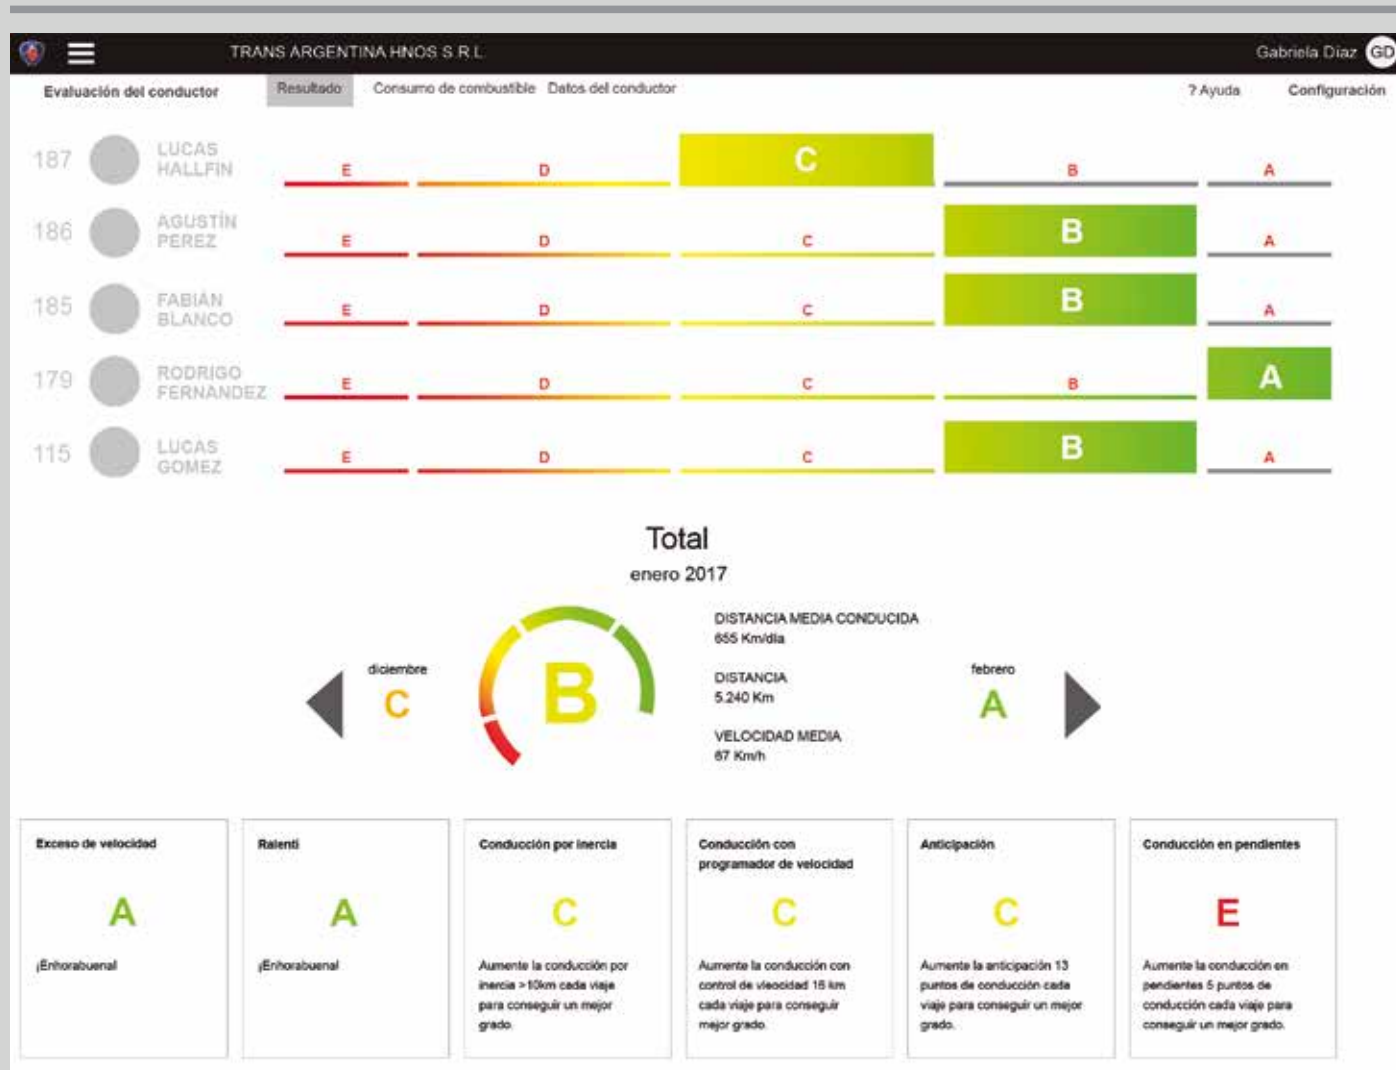 TRANS ARGENTINA HNOS S.R.L.
Gabriela Díaz GD
Evaluación del conductor
Resultado
Consumo de combustible
Datos del conductor
? Ayuda
Configuración
187
LUCAS
HALLFIN
E
D
C
B
A
186
AGUSTÍN
PEREZ
E
D
C
B
A
185
FABIÁN
BLANCO
E
D
C
B
A
179
RODRIGO
FERNANDEZ
E
D
C
B
A
115
LUCAS
GOMEZ
E
D
C
B
A
Total
enero 2017
diciembre
C
B
DISTANCIA MEDIA CONDUCIDA
655 Km/día
DISTANCIA
5.240 Km
VELOCIDAD MEDIA
67 Km/h
febrero
A
Exceso de velocidad
A
¡Enhorabuena!
Ralentí
A
¡Enhorabuena!
Conducción por inercia
C
Aumente la conducción por
inercia >10km cada viaje
para conseguir un mejor
grado.
Conducción con
programador de velocidad
C
Aumente la conducción con
control de vleocidad 16 km
cada viaje para conseguir
mejor grado.
Anticipación
C
Aumente la anticipación 13
puntos de conducción cada
viaje para conseguir un mejor
grado.
Conducción en pendientes
E
Aumente la conducción en
pendientes 5 puntos de
conducción cada viaje para
conseguir un mejor grado.